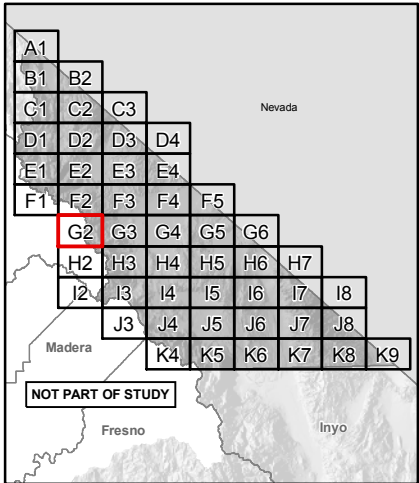 A1
B1 B2
C1 C2 C3
Nevada
D1 D2 D3 D4
E1 E2 E3 E4
F1 F2 F3 F4 F5
G2 G3 G4 G5 G6
H2 H3 H4 H5 H6 H7
I2 I3 I4 I5 I6 I7 I8
J3 J4 J5 J6 J7 J8
Madera
K4 K5 K6 K7 K8 K9
NOT PART OF STUDY
Fresno
Inyo